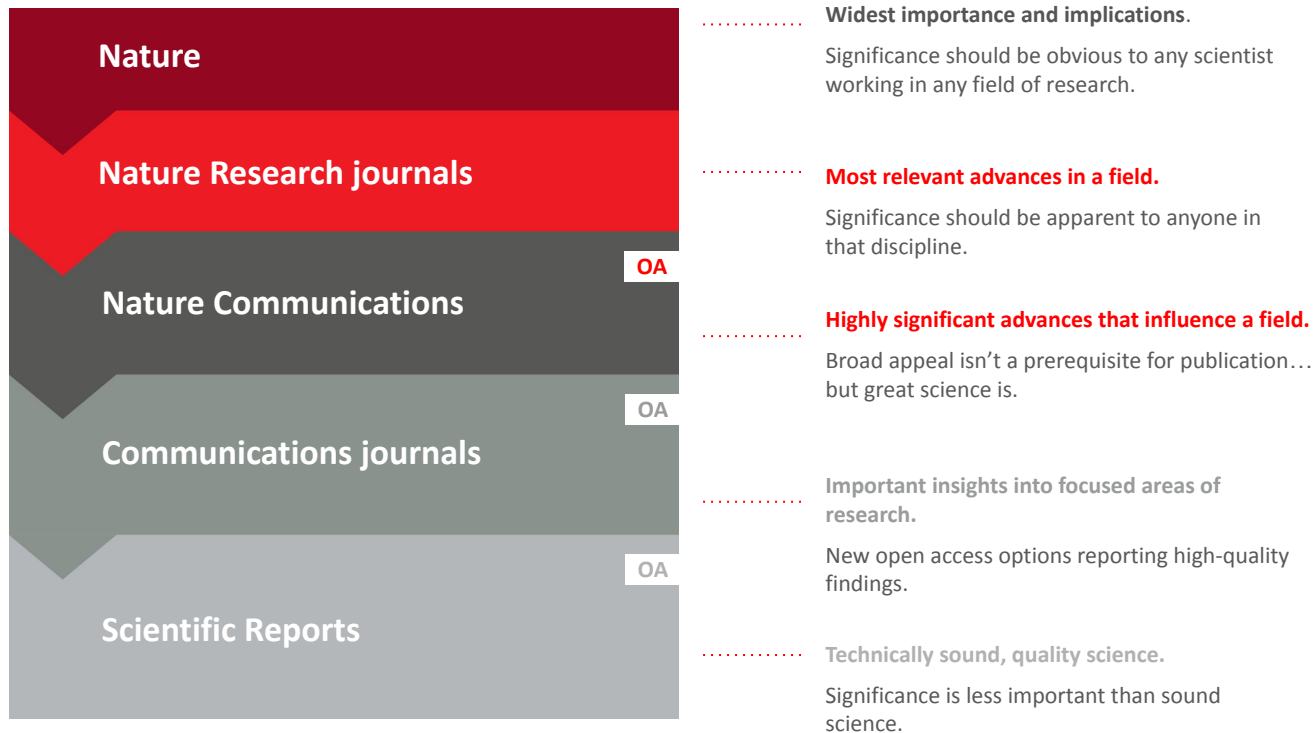 Nature
Widest importance and implications.
Significance should be obvious to any scientist
working in any field of research.
Nature Research journals
Most relevant advances in a field.
Significance should be apparent to anyone in
that discipline.
OA
Nature Communications
Highly significant advances that influence a field.
Broad appeal isn’t a prerequisite for publication…
but great science is.
OA
Communications journals
Important insights into focused areas of
research.
New open access options reporting high-quality
findings.
OA
Scientific Reports
Technically sound, quality science.
Significance is less important than sound
science.